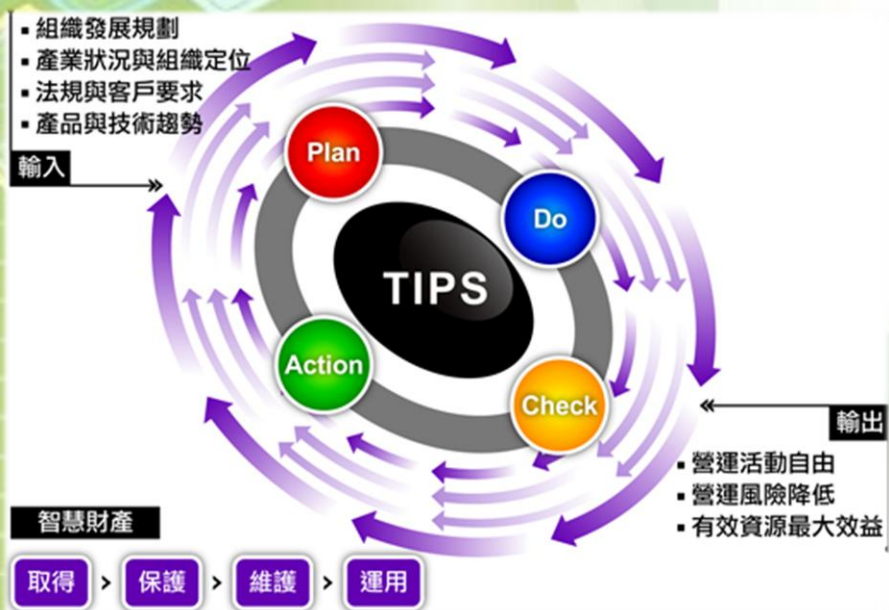 ▪ 組織發展規劃
▪ 產業狀況與組織定位
▪ 法規與客戶要求
▪ 產品與技術趨勢
輸入
Plan
Do
TIPS
Action
Check
輸出
▪ 營運活動自由
▪ 營運風險降低
▪ 有效資源最大效益
智慧財產
取得 > 保護 > 維護 > 運用